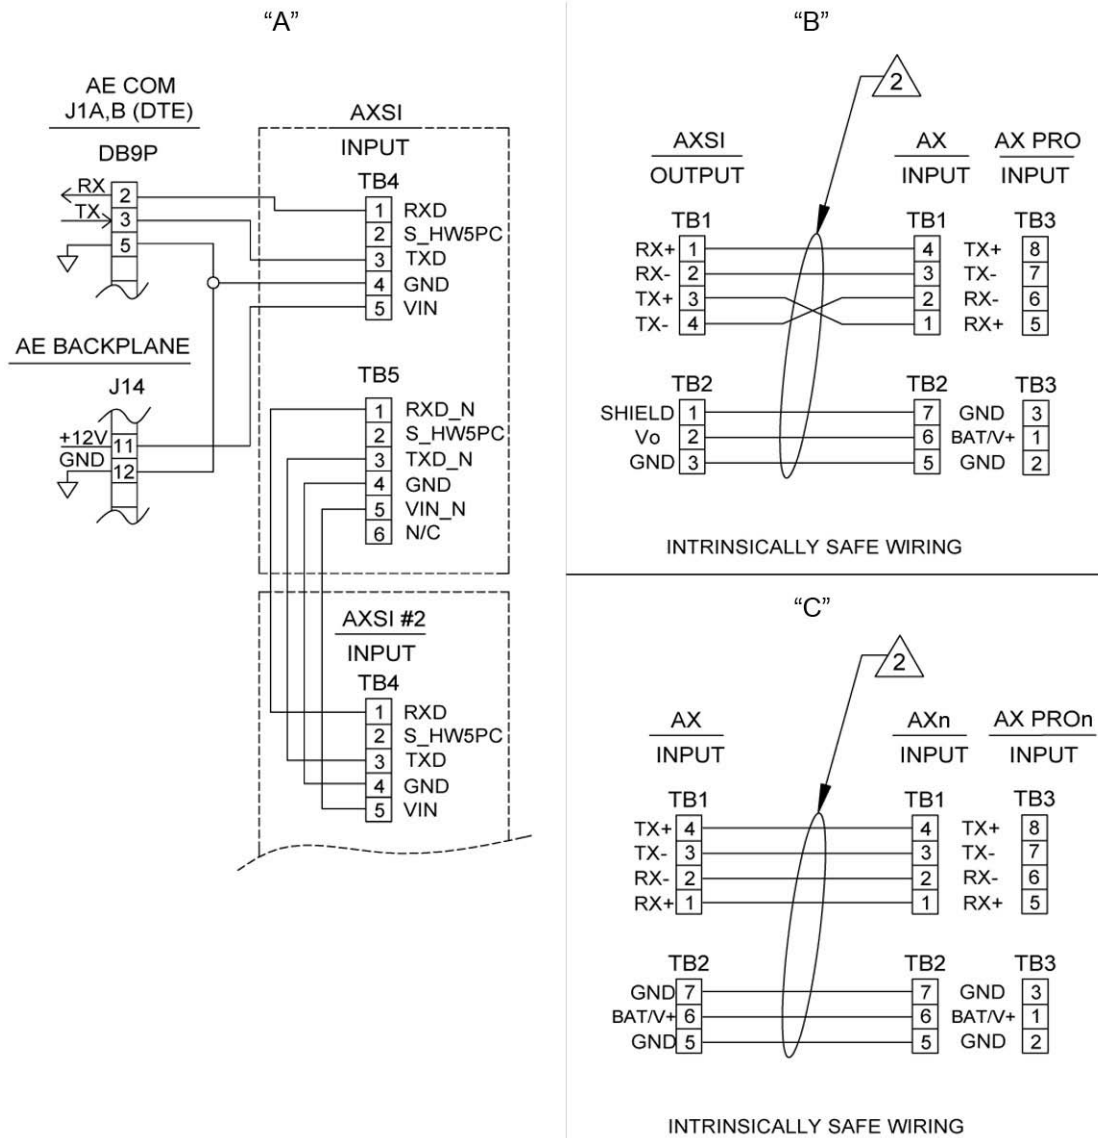 “A”
AE COM
J1A,B (DTE)
DB9P
RX 2
TX 3
5
AE BACKPLANE
J14
+12V 11
GND 12
AXSI
INPUT
TB4
1 RXD
2 S_HW5PC
3 TXD
4 GND
5 VIN
TB5
1 RXD_N
2 S_HW5PC
3 TXD_N
4 GND
5 VIN_N
6 N/C
AXSI #2
INPUT
TB4
1 RXD
2 S_HW5PC
3 TXD
4 GND
5 VIN
“B”
2
AXSI
OUTPUT
AX
INPUT
AX PRO
INPUT
TB1 TB1 TB3
RX+ 1 4 TX+ 8
RX- 2 3 TX- 7
TX+ 3 2 RX- 6
TX- 4 1 RX+ 5
TB2 TB2 TB3
SHIELD 1 7 GND 3
Vo 2 6 BAT/V+ 1
GND 3 5 GND 2
INTRINSICALLY SAFE WIRING
“C”
2
AX
INPUT
AXn
INPUT
AX PROn
INPUT
TB1 TB1 TB3
TX+ 4 4 TX+ 8
TX- 3 3 TX- 7
RX- 2 2 RX- 6
RX+ 1 1 RX+ 5
TB2 TB2 TB3
GND 7 7 GND 3
BAT/V+ 6 6 BAT/V+ 1
GND 5 5 GND 2
INTRINSICALLY SAFE WIRING